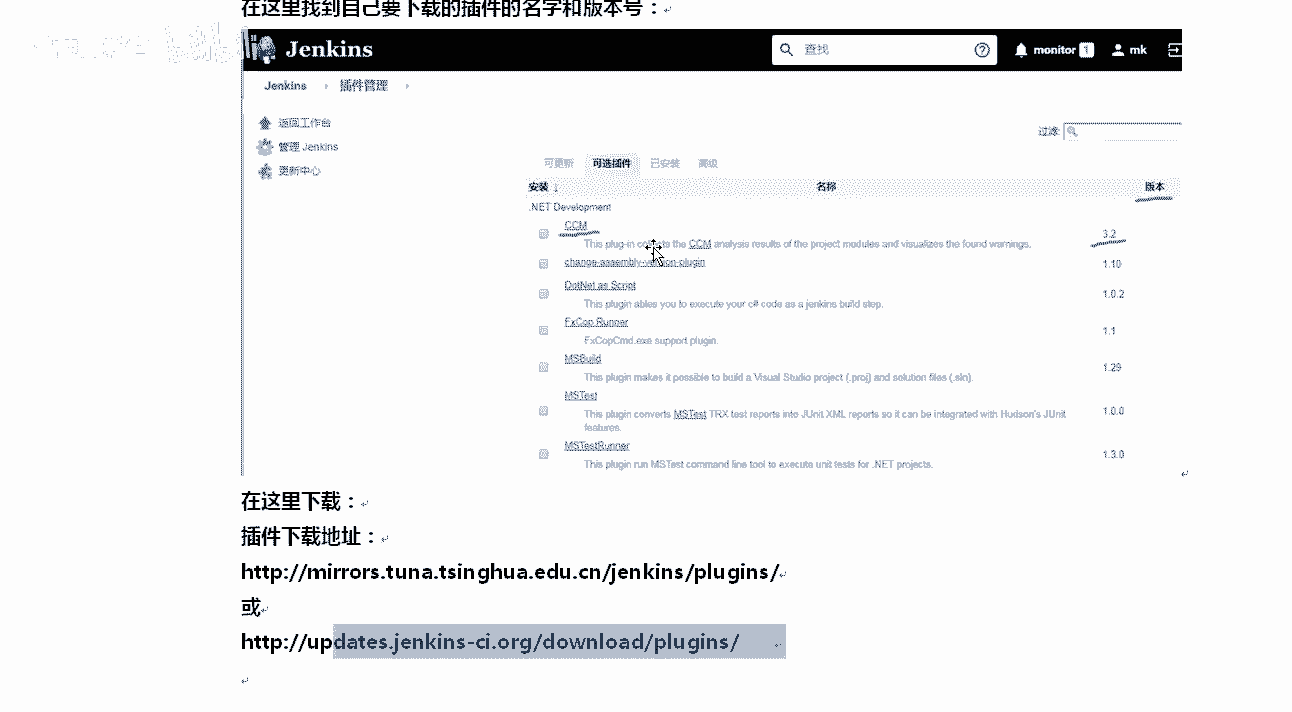 在这里找到自己要下载的插件的名字和版本号：
Jenkins
查找
monitor 1
mk
Jenkins
插件管理
返回工作台
管理 Jenkins
更新中心
过滤:
可更新 可选插件 已安装 高级
安装 ↓ 名称 版本
.NET Development
CCM
This plug-in collects the CCM analysis results of the project modules and visualizes the found warnings.
3.2
change-assembly-version-plugin
1.10
DotNet as Script
This plugin ables you to execute your c# code as a jenkins build step.
1.0.2
FxCop Runner
FxCopCmd.exe support plugin.
1.1
MSBuild
This plugin makes it possible to build a Visual Studio project (.proj) and solution files (.sln).
1.29
MSTest
This plugin converts MSTest TRX test reports into JUnit XML reports so it can be integrated with Hudson's JUnit
features.
1.0.0
MSTestRunner
This plugin run MSTest command line tool to execute unit tests for .NET projects.
1.3.0
在这里下载：
插件下载地址：
http://mirrors.tuna.tsinghua.edu.cn/jenkins/plugins/
或
http://updates.jenkins-ci.org/download/plugins/